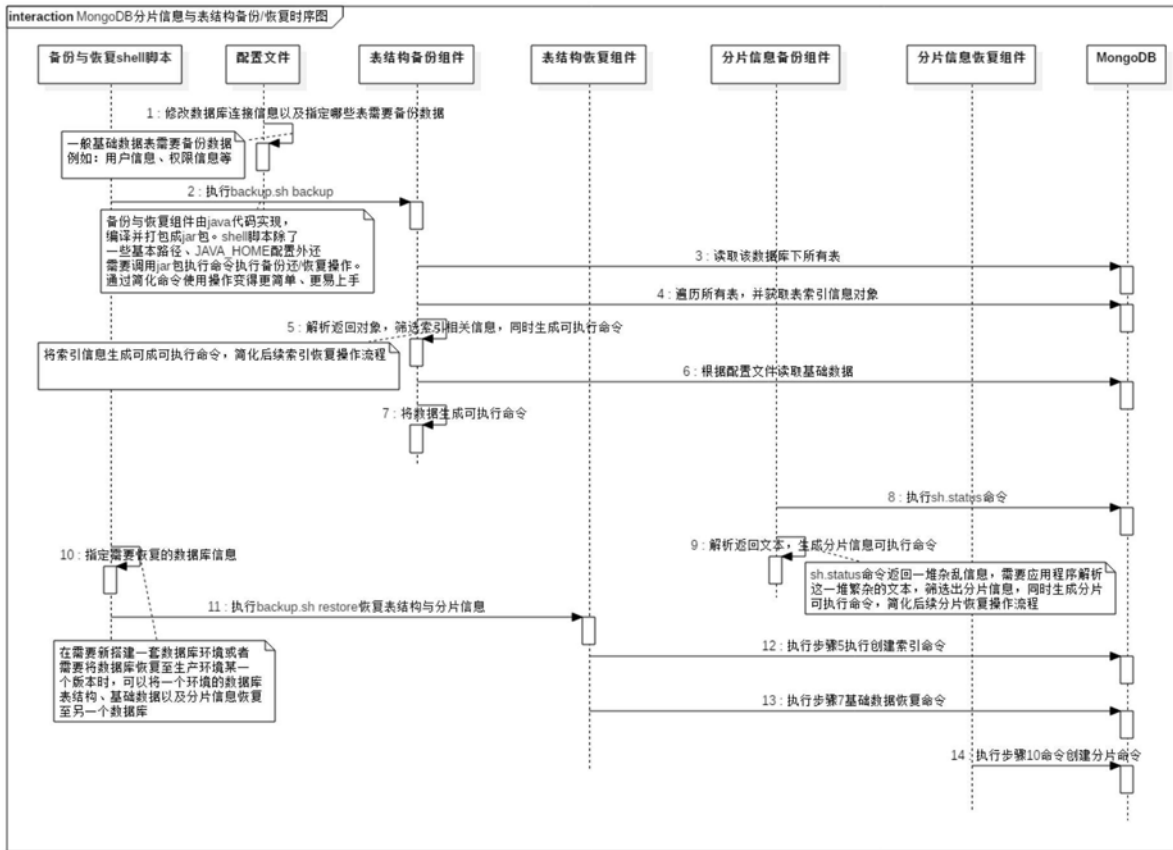 interaction MongoDB分片信息与表结构备份/恢复时序图
备份与恢复shell脚本
配置文件
表结构备份组件
表结构恢复组件
分片信息备份组件
分片信息恢复组件
MongoDB
1 : 修改数据库连接信息以及指定哪些表需要备份数据
一般基础数据表需要备份数据
例如：用户信息、权限信息等
2 : 执行backup.sh backup
备份与恢复组件由java代码实现，
编译并打包成jar包。shell脚本除了
一些基本路径、JAVA_HOME配置外还
需要调用jar包执行命令执行备份还/恢复操作。
通过简化命令使用操作变得更简单、更易上手
3 : 读取该数据库下所有表
4 : 遍历所有表，并获取表索引信息对象
5 : 解析返回对象，筛选索引相关信息，同时生成可执行命令
将索引信息生成可成可执行命令，简化后续索引恢复操作流程
6 : 根据配置文件读取基础数据
7 : 将数据生成可执行命令
8 : 执行sh.status命令
9 : 解析返回文本，生成分片信息可执行命令
sh.status命令返回一堆杂乱信息，需要应用程序解析
这一堆繁杂的文本，筛选出分片信息，同时生成分片
可执行命令，简化后续分片恢复操作流程
10 : 指定需要恢复的数据库信息
11 : 执行backup.sh restore恢复表结构与分片信息
在需要新搭建一套数据库环境或者
需要将数据库恢复至生产环境某一
个版本时，可以将一个环境的数据库
表结构、基础数据以及分片信息恢复
至另一个数据库
12 : 执行步骤5执行创建索引命令
13 : 执行步骤7基础数据恢复命令
14 : 执行步骤10命令创建分片命令